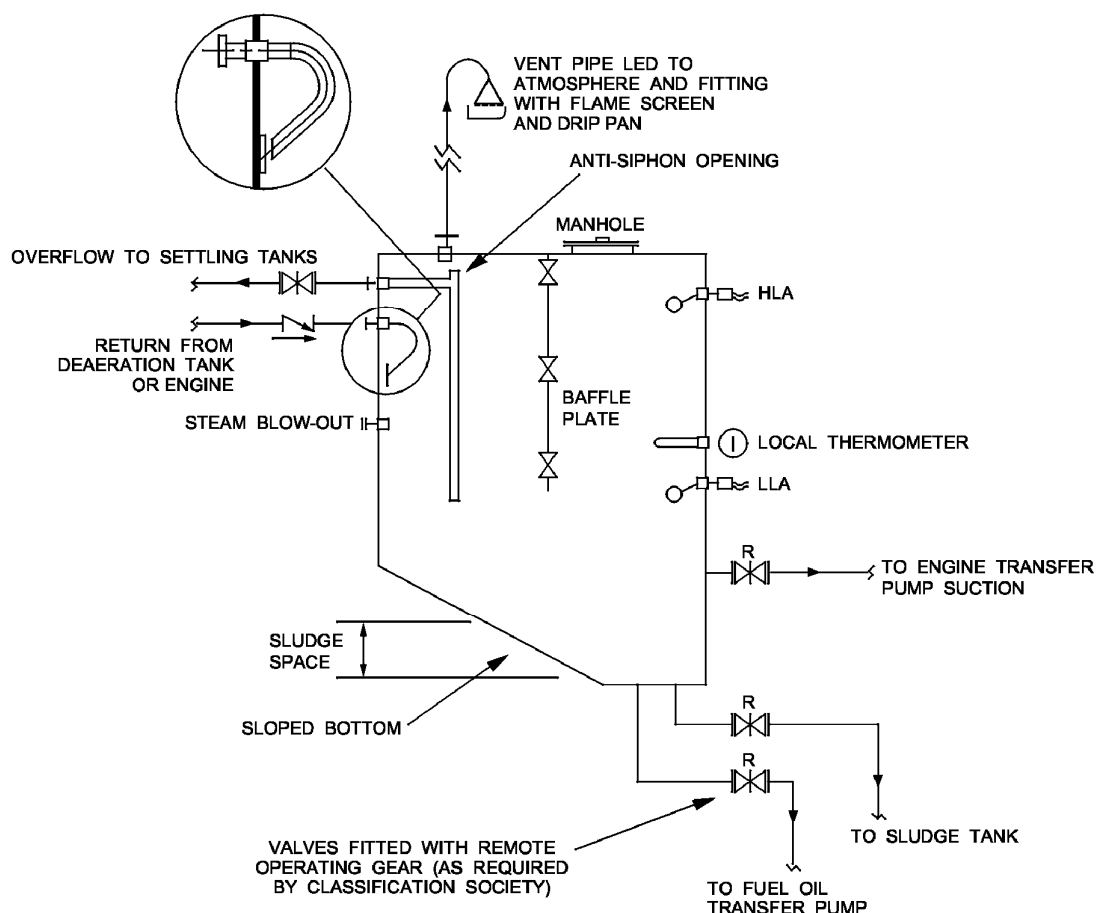 VENT PIPE LED TO
ATMOSPHERE AND FITTING
WITH FLAME SCREEN
AND DRIP PAN
ANTI-SIPHON OPENING
MANHOLE
OVERFLOW TO SETTLING TANKS
HLA
RETURN FROM
DEAERATION TANK
OR ENGINE
BAFFLE
PLATE
STEAM BLOW-OUT
I
LOCAL THERMOMETER
LLA
R
TO ENGINE TRANSFER
PUMP SUCTION
SLUDGE
SPACE
SLOPED BOTTOM
R
R
TO SLUDGE TANK
VALVES FITTED WITH REMOTE
OPERATING GEAR (AS REQUIRED
BY CLASSIFICATION SOCIETY)
TO FUEL OIL
TRANSFER PUMP